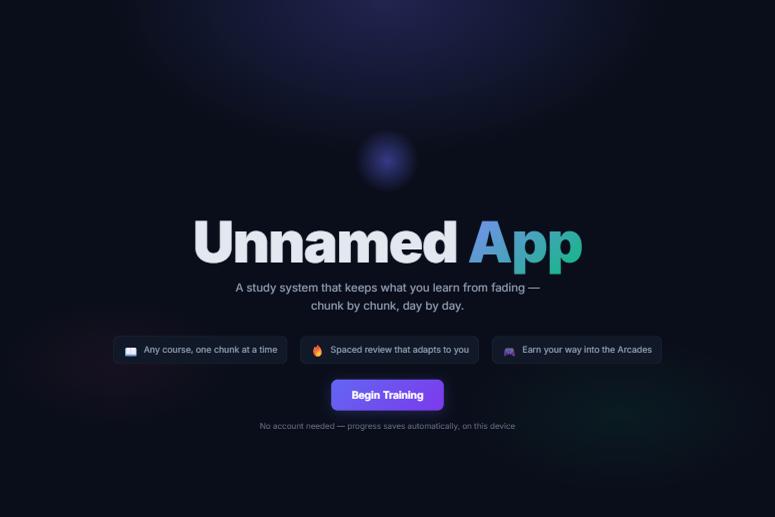 Unnamed App
A study system that keeps what you learn from fading —
chunk by chunk, day by day.
Any course, one chunk at a time
Spaced review that adapts to you
Earn your way into the Arcades
Begin Training
No account needed — progress saves automatically, on this device